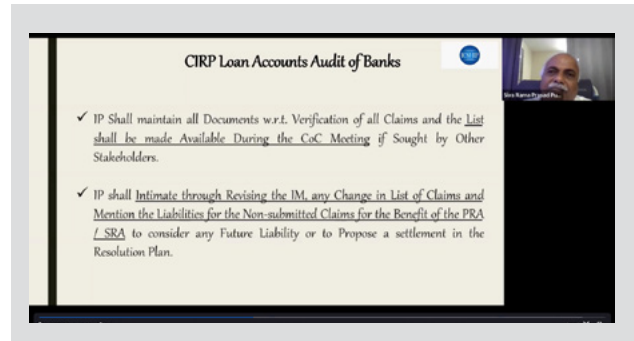 CIRP Loan Accounts Audit of Banks
✓ IP Shall maintain all Documents w.r.t. Verification of all Claims and the List
shall be made Available During the CoC Meeting if Sought by Other
Stakeholders.
✓ IP shall Intimate through Revising the IM, any Change in List of Claims and
Mention the Liabilities for the Non-submitted Claims for the Benefit of the PRA
/ SRA to consider any Future Liability or to Propose a settlement in the
Resolution Plan.
Siva Rama Prasad